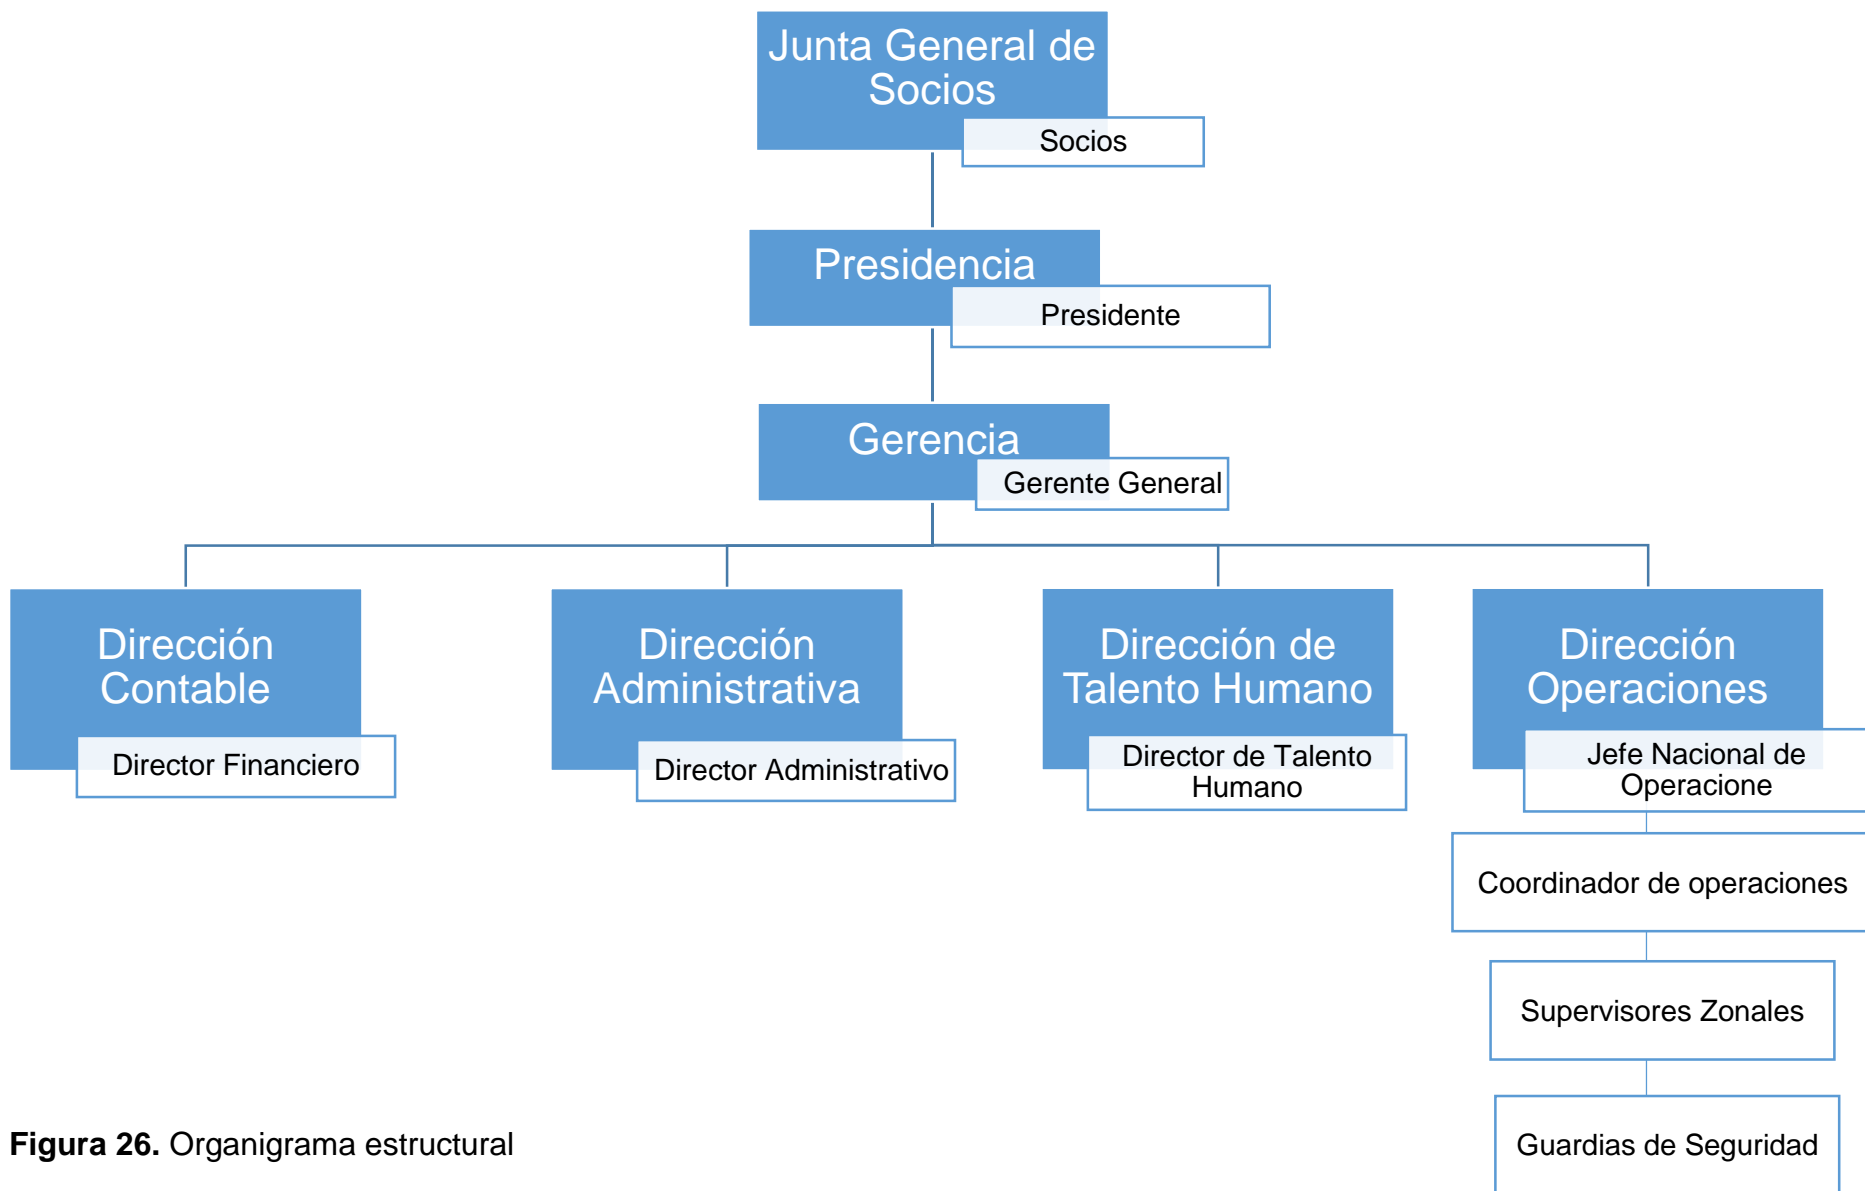 Junta General de
Socios
Socios
Presidencia
Presidente
Gerencia
Gerente General
Dirección
Contable
Director Financiero
Dirección
Administrativa
Director Administrativo
Dirección de
Talento Humano
Director de Talento
Humano
Dirección
Operaciones
Jefe Nacional de
Operacione
Coordinador de operaciones
Supervisores Zonales
Guardias de Seguridad
Figura 26. Organigrama estructural